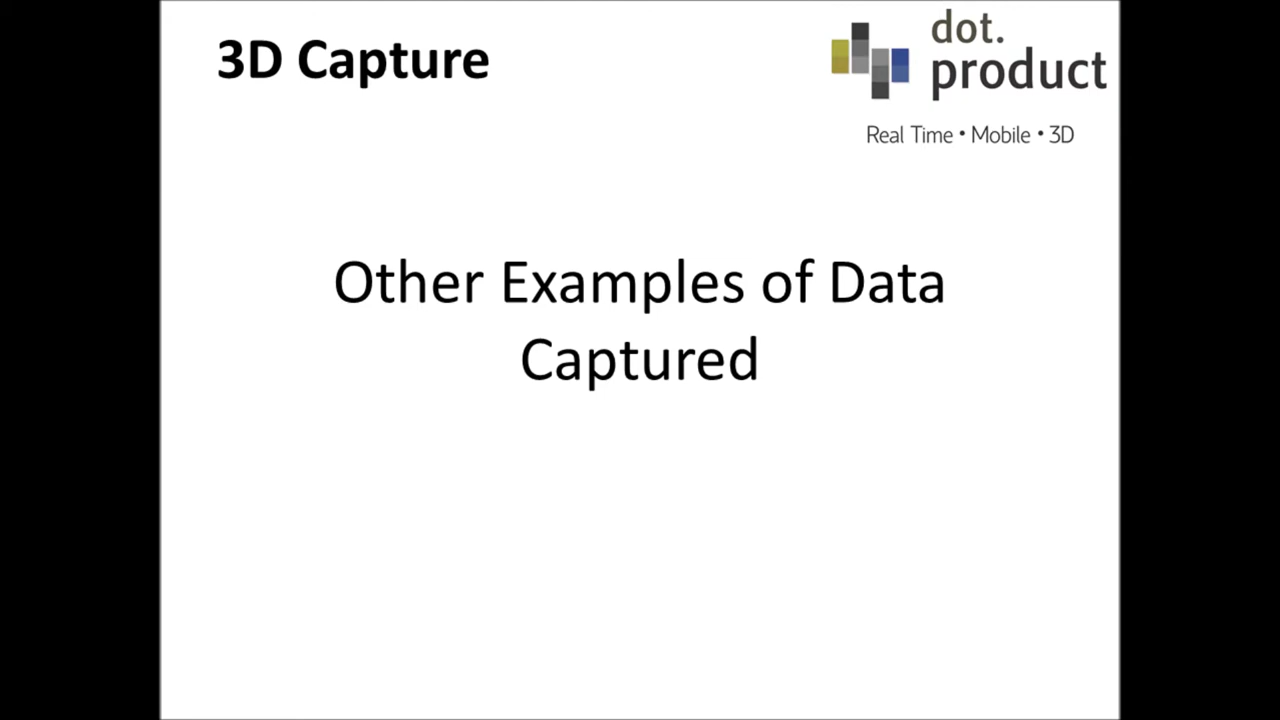 3D Capture
dot.
product
Real Time • Mobile • 3D
Other Examples of Data
Captured